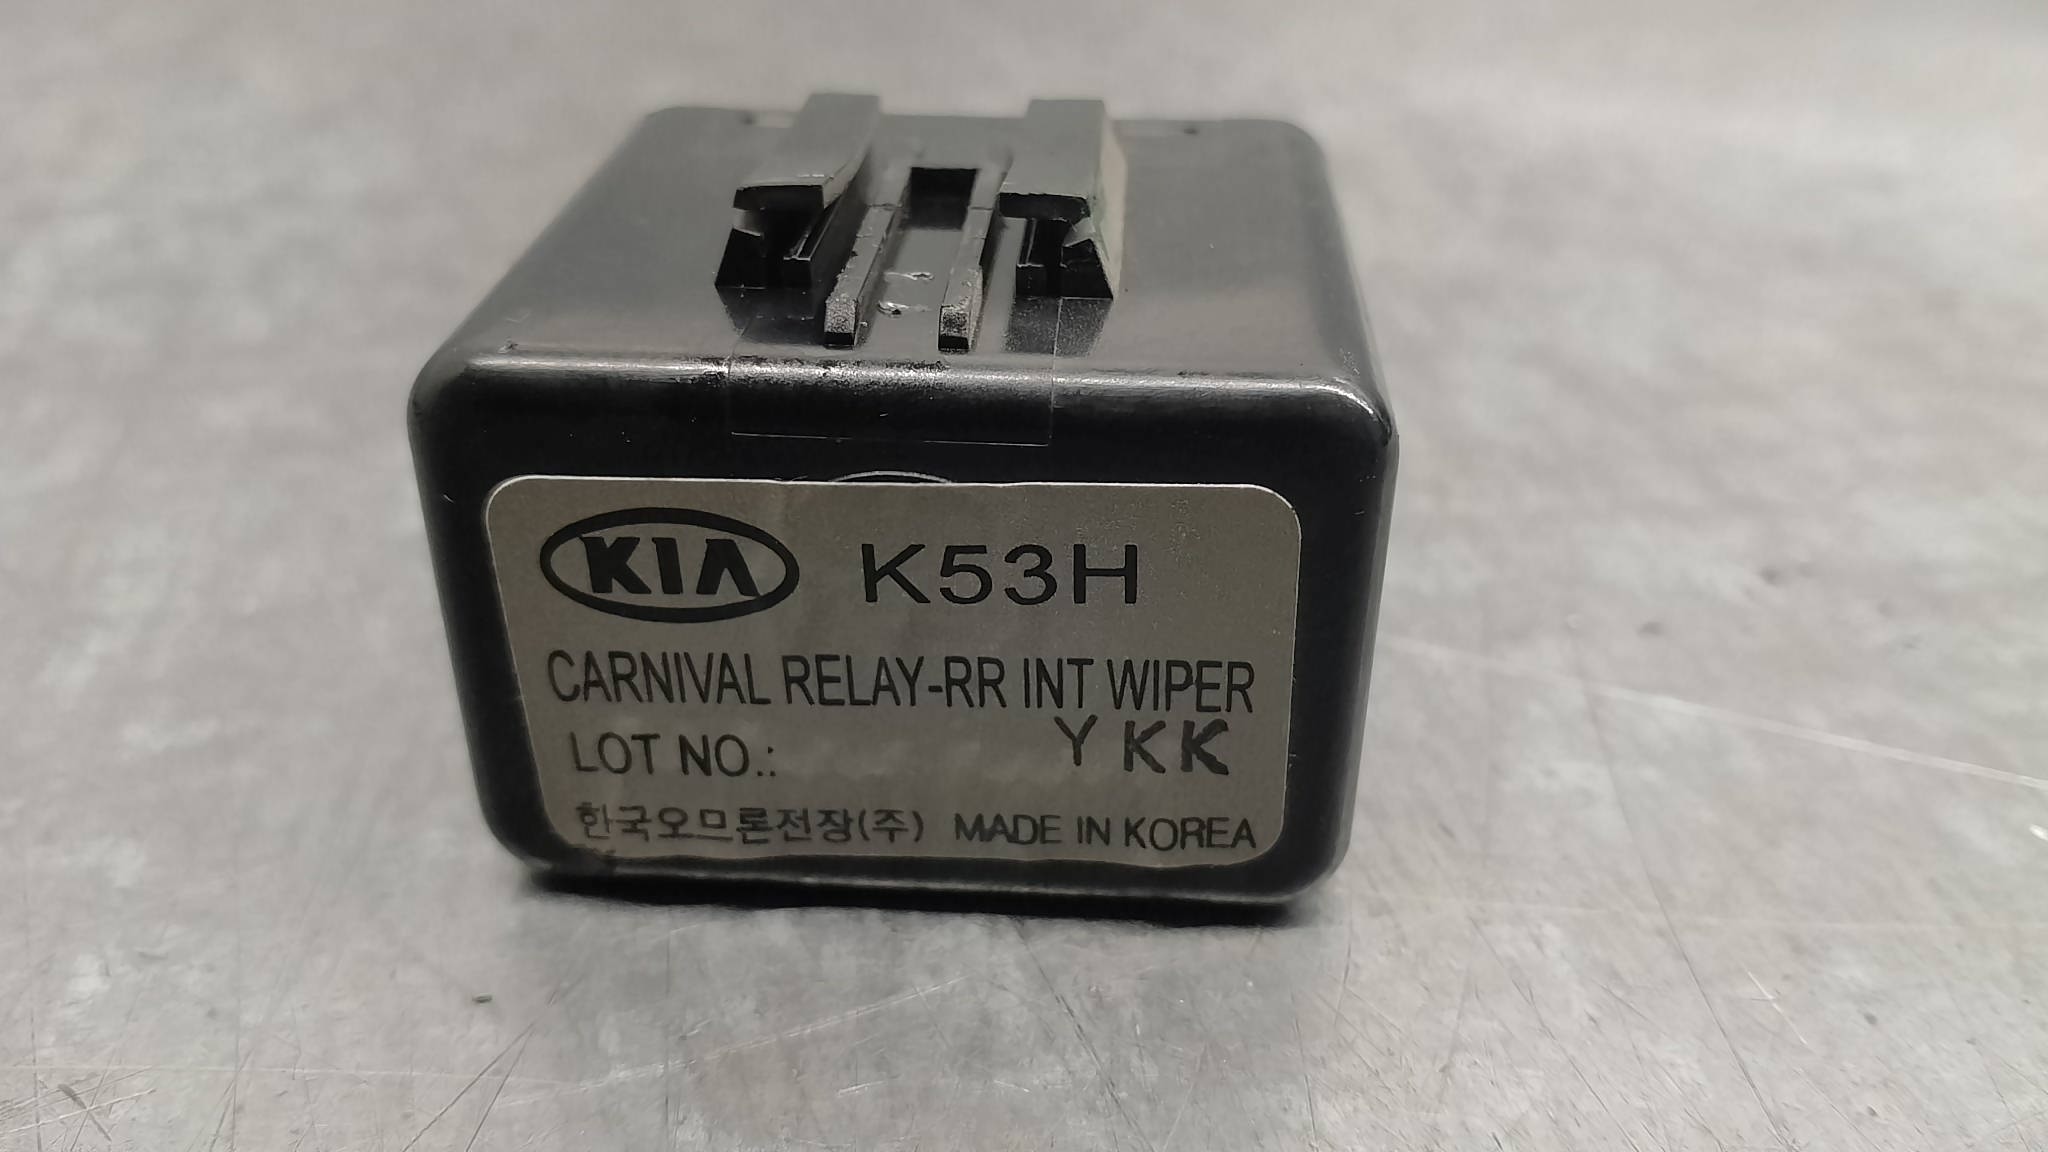 KIA K53H
CARNIVAL RELAY-RR INT WIPER
LOT NO.: YKK
한국오므론전장(주) MADE IN KOREA